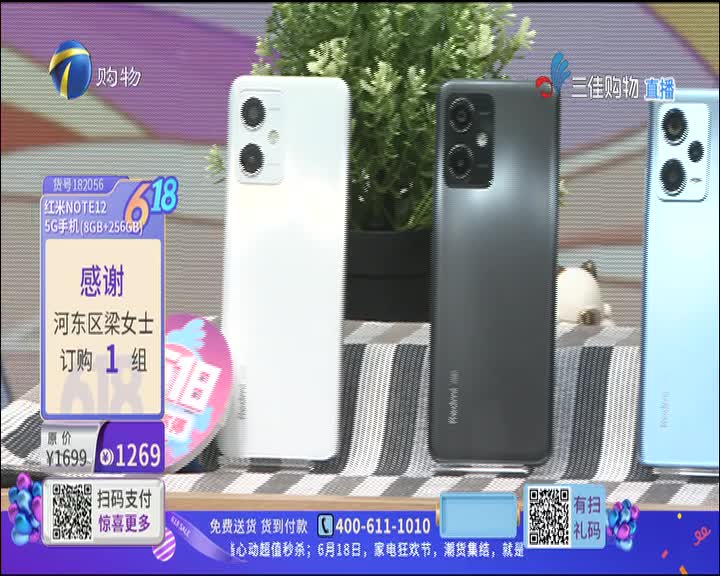 购物
三佳购物 直播
货号182056
618
红米NOTE12
5G手机(8GB+256GB)
感谢
河东区梁女士
订购 1 组
原价
¥1699
1269
Redmi
Redmi
扫码支付
惊喜更多
618 SALE
免费送货 货到付款 400-611-1010
有扫
礼码
心动超值秒杀；6月18日，家电狂欢节，潮货集结，就是